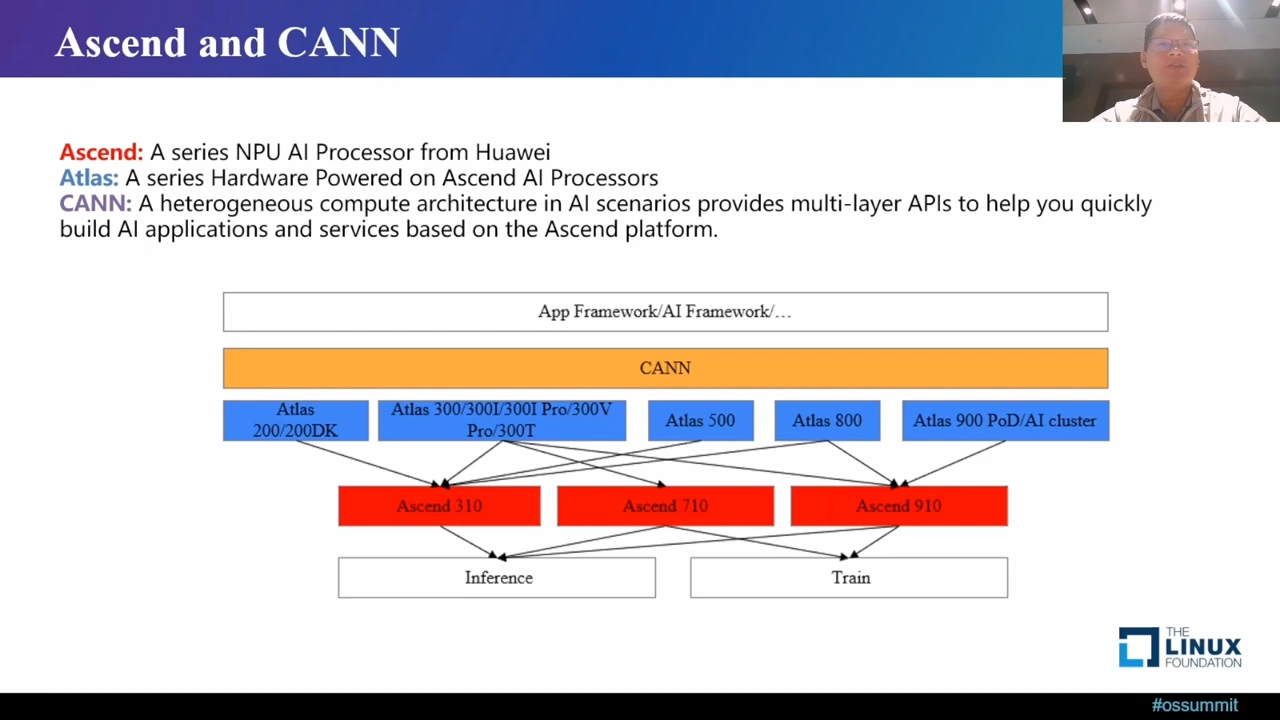 Ascend and CANN
Ascend: A series NPU AI Processor from Huawei
Atlas: A series Hardware Powered on Ascend AI Processors
CANN: A heterogeneous compute architecture in AI scenarios provides multi-layer APIs to help you quickly
build AI applications and services based on the Ascend platform.
App Framework/AI Framework/…
CANN
Atlas
200/200DK
Atlas 300/300I/300I Pro/300V
Pro/300T
Atlas 500
Atlas 800
Atlas 900 PoD/AI cluster
Ascend 310
Ascend 710
Ascend 910
Inference
Train
THE
LINUX
FOUNDATION
#ossummit